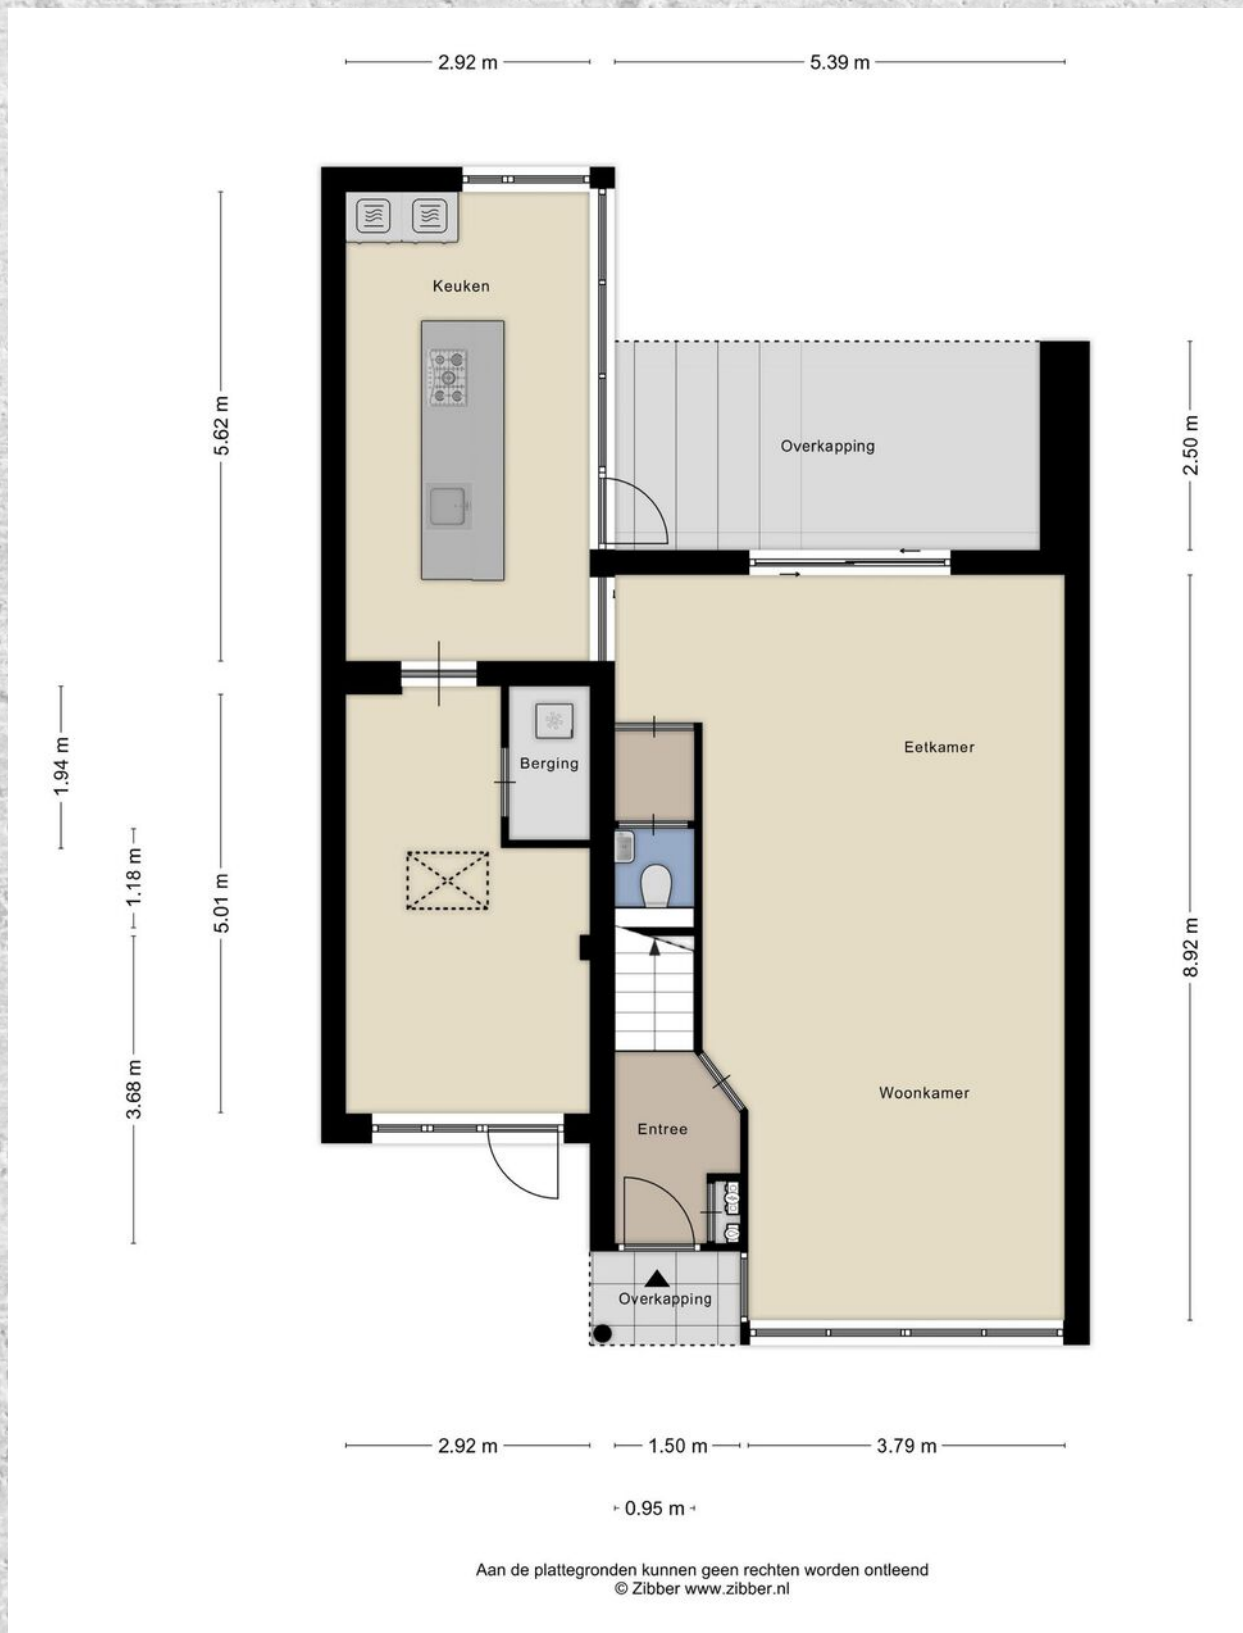 2.92 m
5.39 m
Keuken
5.62 m
Overkapping
2.50 m
1.94 m
Berging
Eetkamer
1.18 m
5.01 m
8.92 m
3.68 m
Woonkamer
Entree
Overkapping
2.92 m
1.50 m
3.79 m
0.95 m
Aan de plattegronden kunnen geen rechten worden ontleend
© Zibber www.zibber.nl